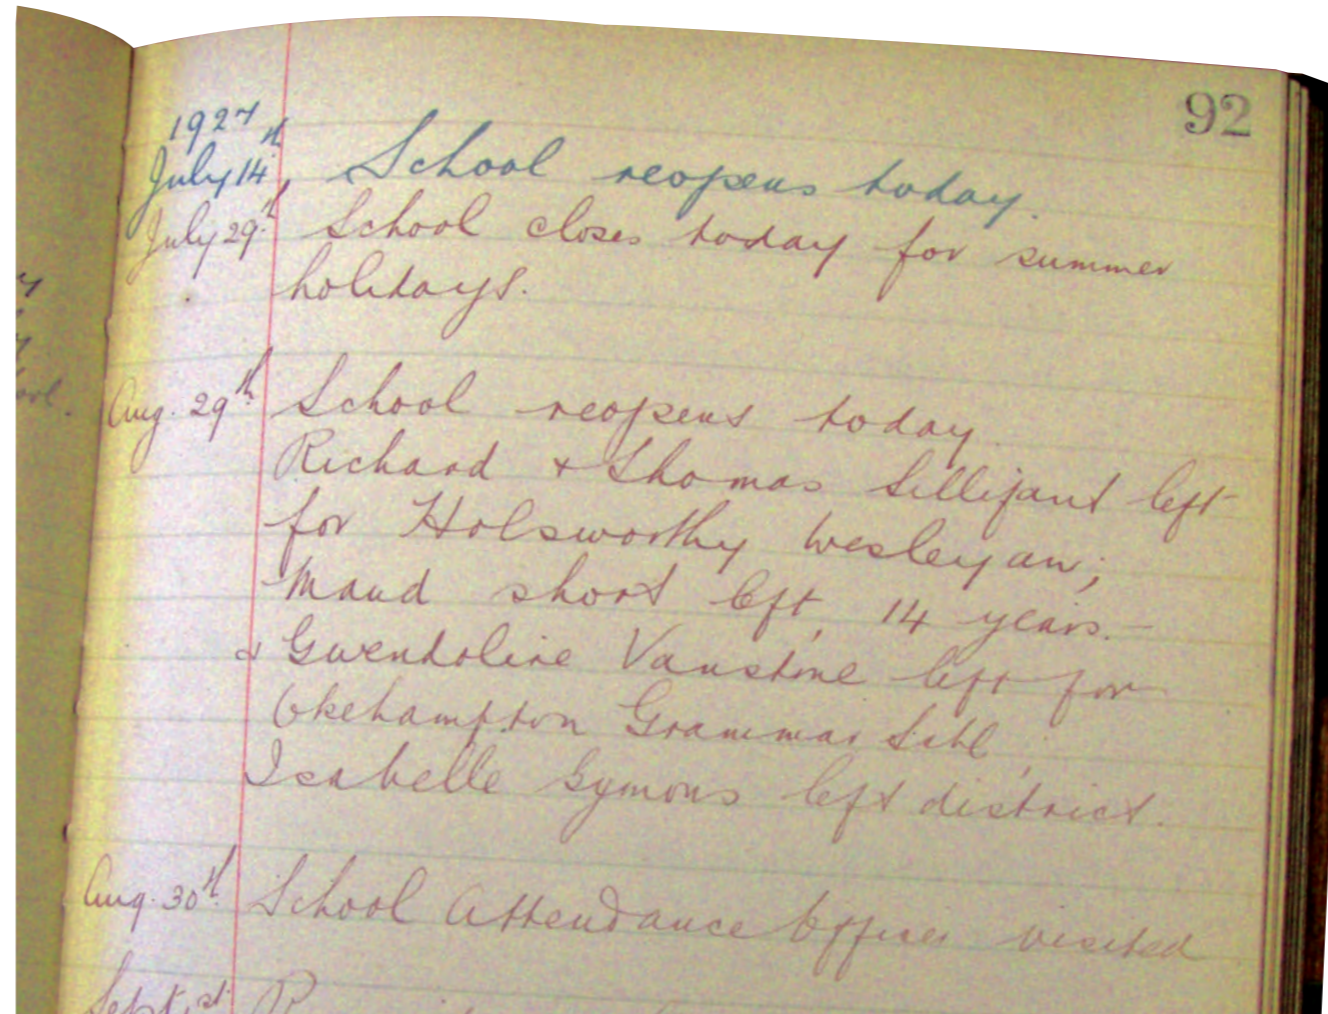 92
1927
July 14th, School reopens today.
July 29th School closes today for summer
holidays.
Aug. 29th School reopens today.
Richard + Thomas Sillifant left
for Holsworthy Wesleyan;
Maud Short left, 14 years.—
& Gwendoline Vanstone left for
Okehampton Grammar Schl,
Isabelle Symons left district.
Aug. 30th School Attendance Officer visited
Sept. 1st